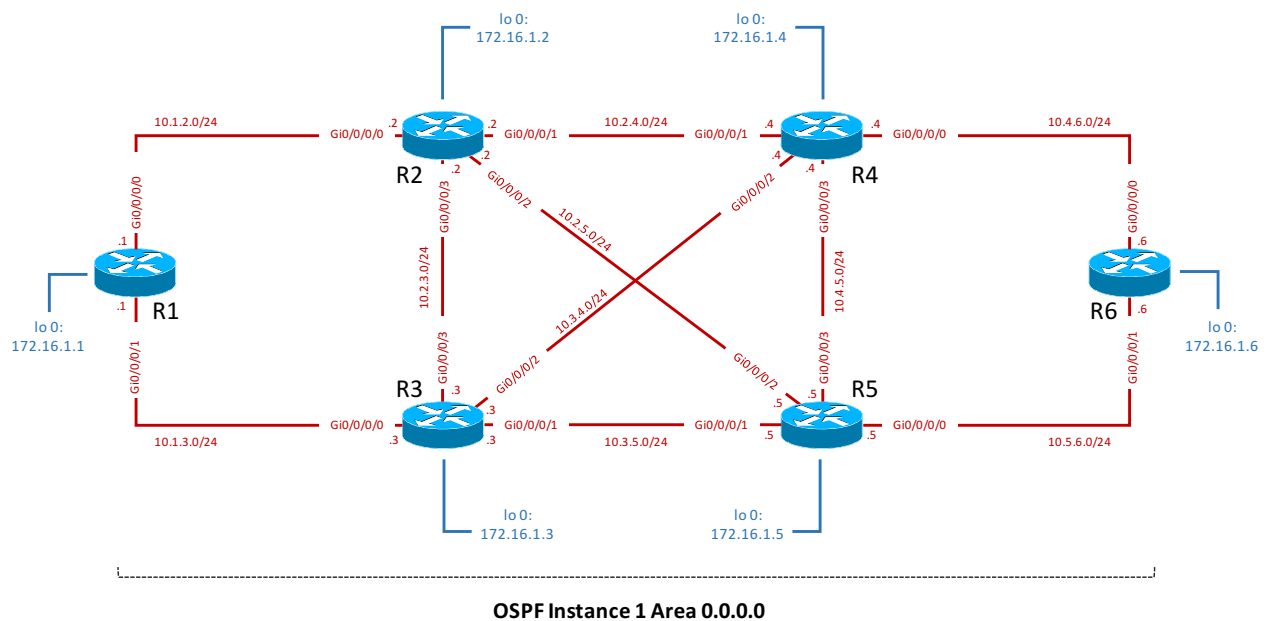 lo 0:
172.16.1.2
lo 0:
172.16.1.4
10.1.2.0/24
Gi0/0/0/0
.2
.2
Gi0/0/0/1
10.2.4.0/24
Gi0/0/0/1
.4
.4
Gi0/0/0/0
10.4.6.0/24
R2
.2
.2
Gi0/0/0/2
Gi0/0/0/3
.4
.4
R4
Gi0/0/0/2
Gi0/0/0/3
Gi0/0/0/0
Gi0/0/0/0
10.2.5.0/24
.1
R1
.1
lo 0:
172.16.1.1
10.2.3.0/24
10.3.4.0/24
10.4.5.0/24
.6
R6
.6
lo 0:
172.16.1.6
Gi0/0/0/1
Gi0/0/0/3
Gi0/0/0/2
Gi0/0/0/2
Gi0/0/0/3
Gi0/0/0/1
R3
.3
.3
.5
.5
R5
10.1.3.0/24
Gi0/0/0/0
.3
.3
Gi0/0/0/1
10.3.5.0/24
Gi0/0/0/1
.5
.5
Gi0/0/0/0
10.5.6.0/24
lo 0:
172.16.1.3
lo 0:
172.16.1.5
OSPF Instance 1 Area 0.0.0.0